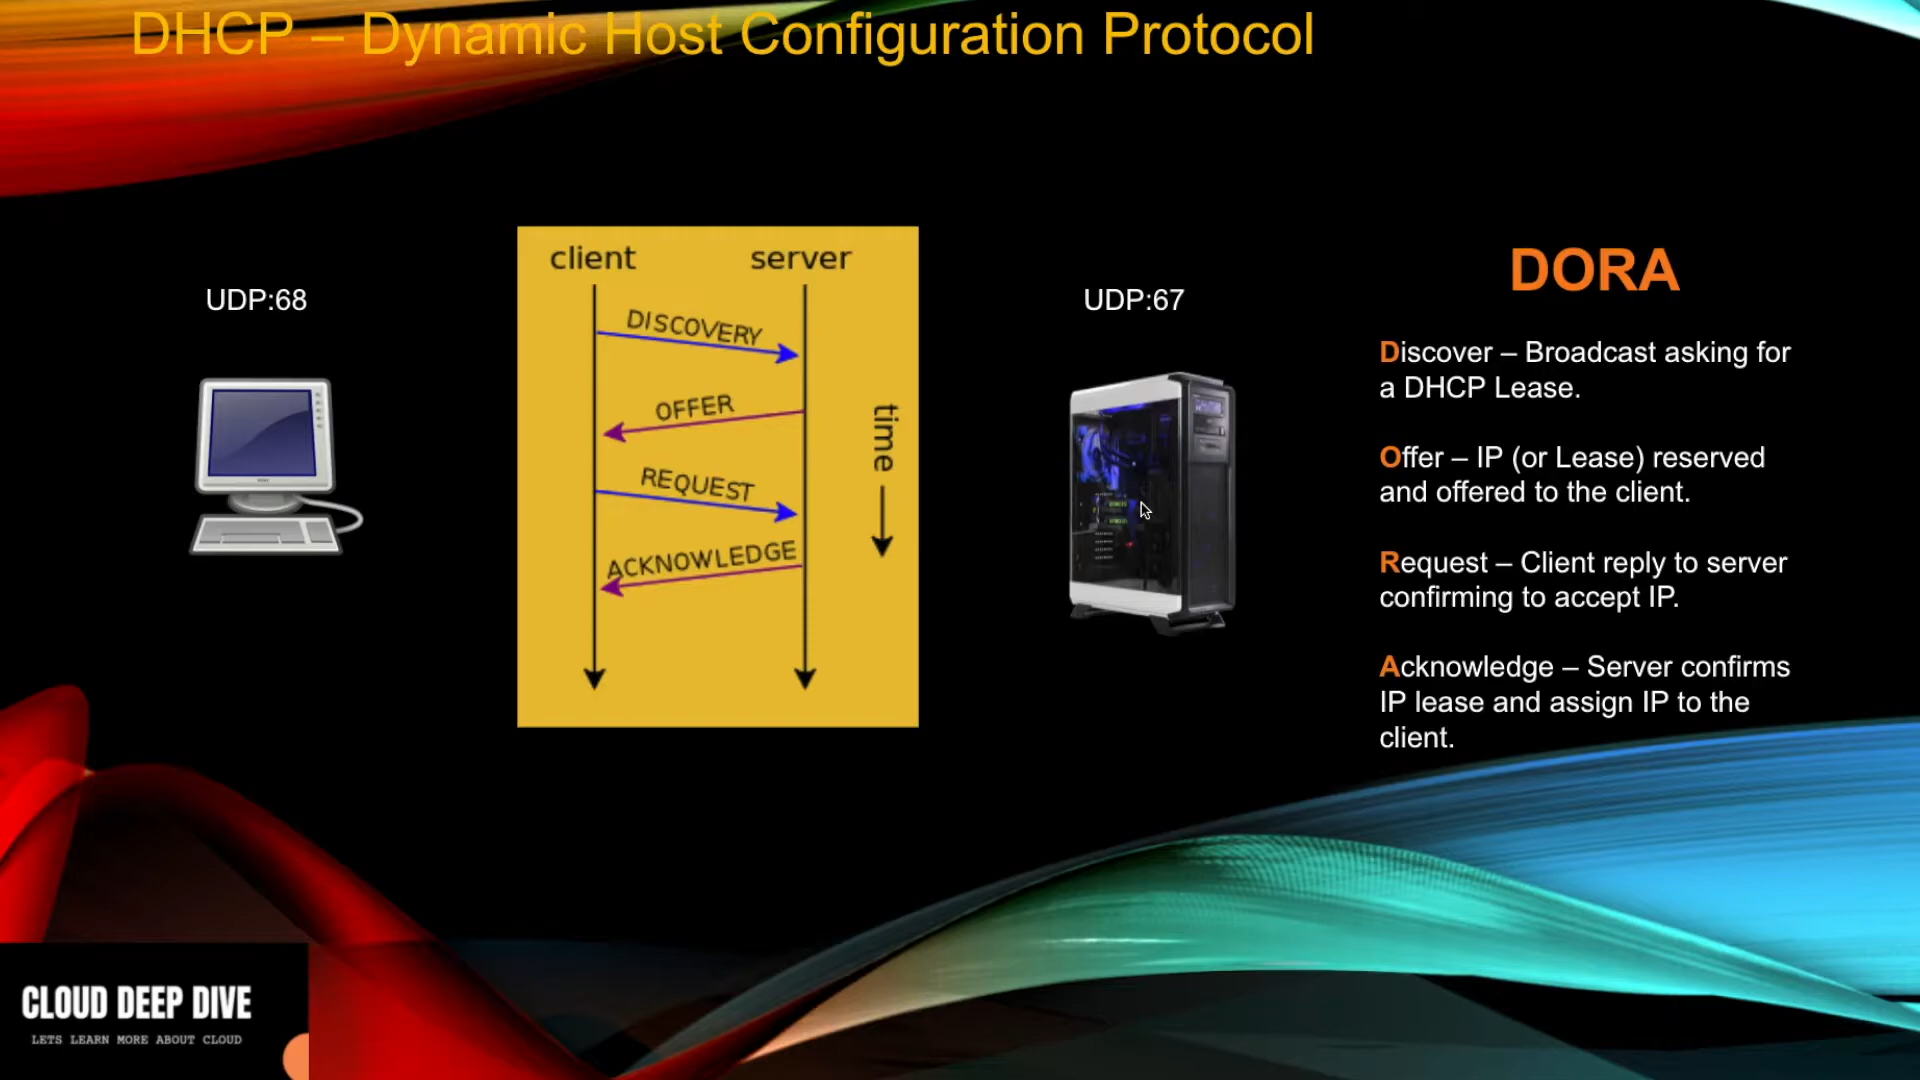 DHCP – Dynamic Host Configuration Protocol
UDP:68
client
server
DISCOVERY
OFFER
REQUEST
ACKNOWLEDGE
time
UDP:67
DORA
Discover – Broadcast asking for
a DHCP Lease.
Offer – IP (or Lease) reserved
and offered to the client.
Request – Client reply to server
confirming to accept IP.
Acknowledge – Server confirms
IP lease and assign IP to the
client.
CLOUD DEEP DIVE
LETS LEARN MORE ABOUT CLOUD